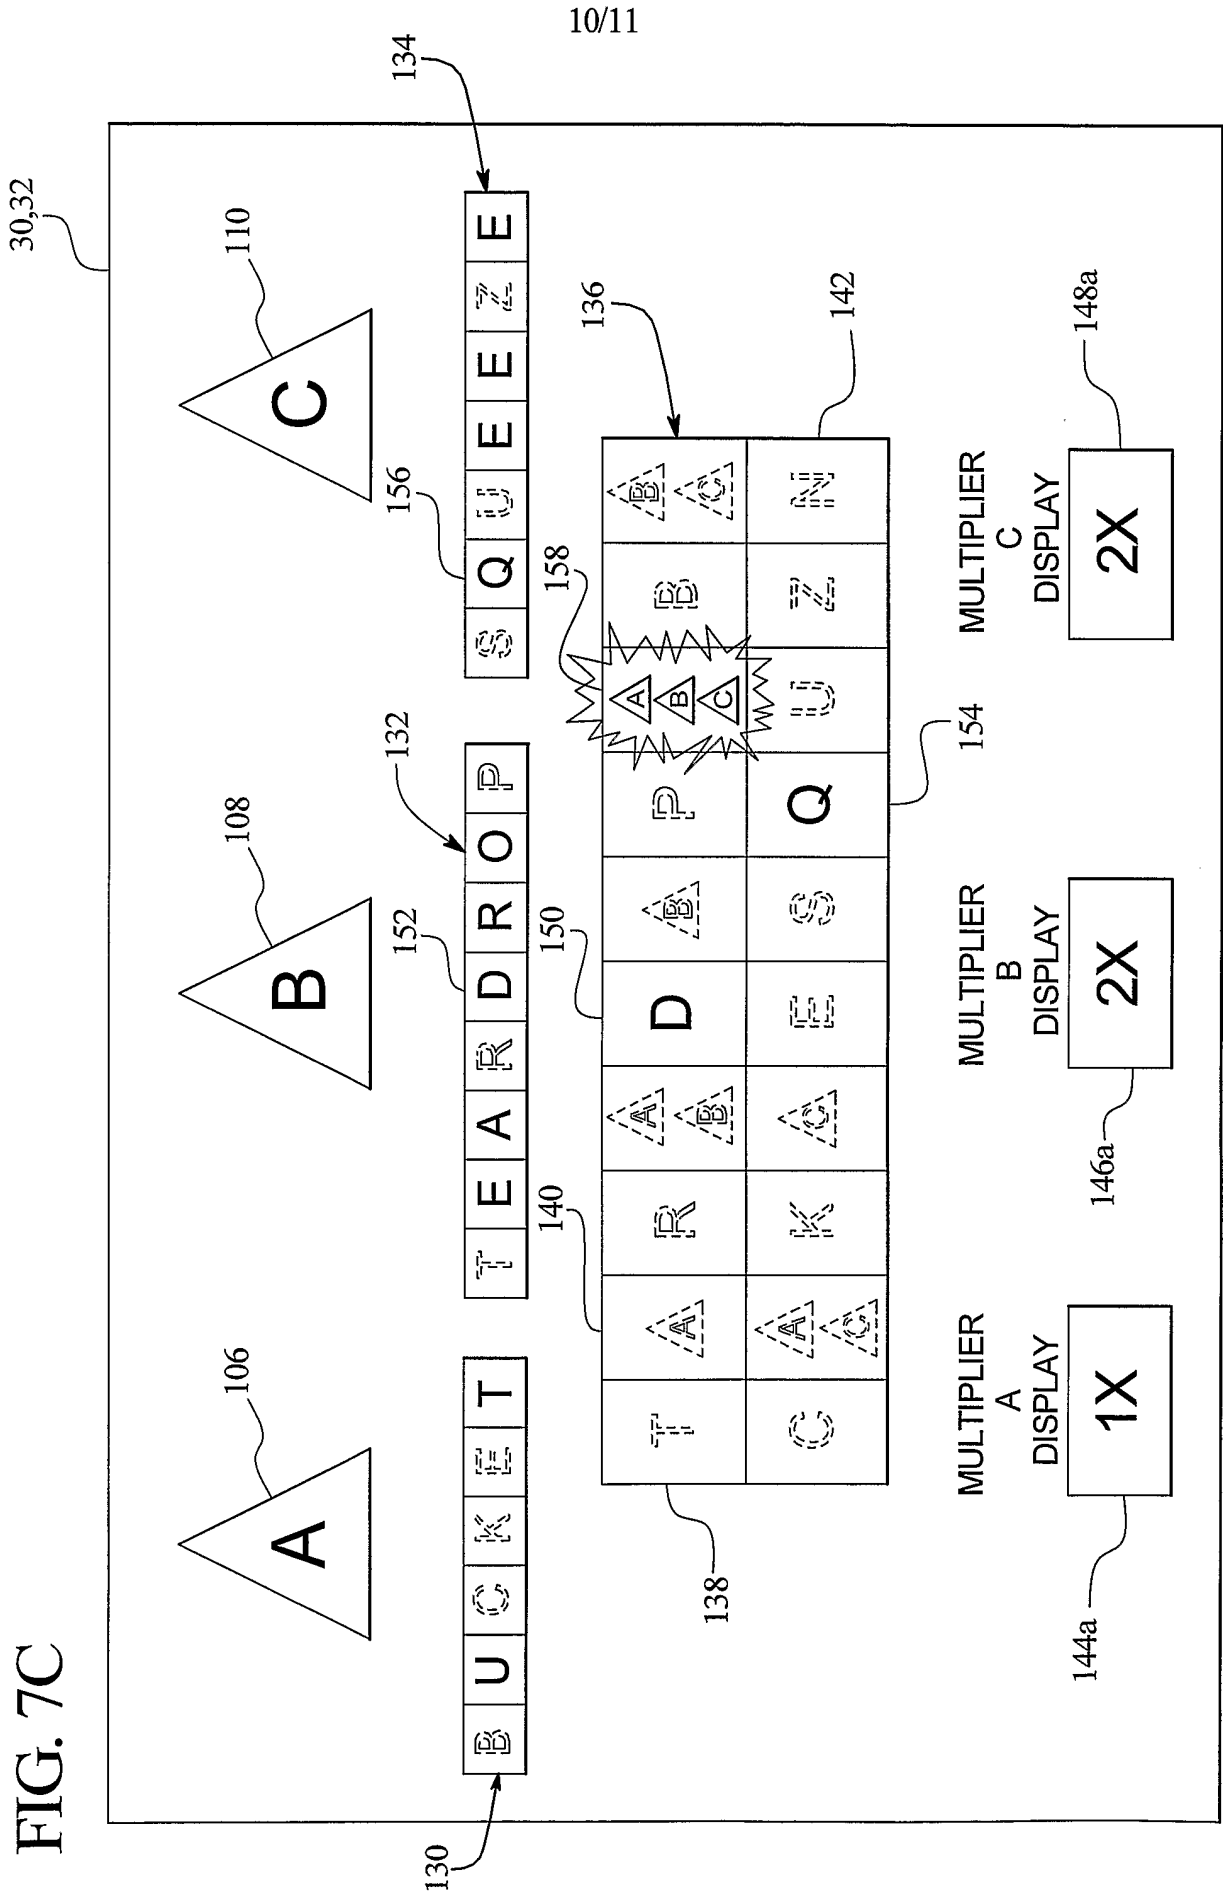 10/11
FIG. 7C
30,32
106
108
110
A
B
C
130
152
132
156
134
B U C K E T
T E A R D R O P
S Q U E E Z E
140
150
158
136
T A R A B D B P A B C B B C
C A C K C E S Q U Z N
138
154
142
MULTIPLIER A DISPLAY
MULTIPLIER B DISPLAY
MULTIPLIER C DISPLAY
1X
2X
2X
144a
146a
148a